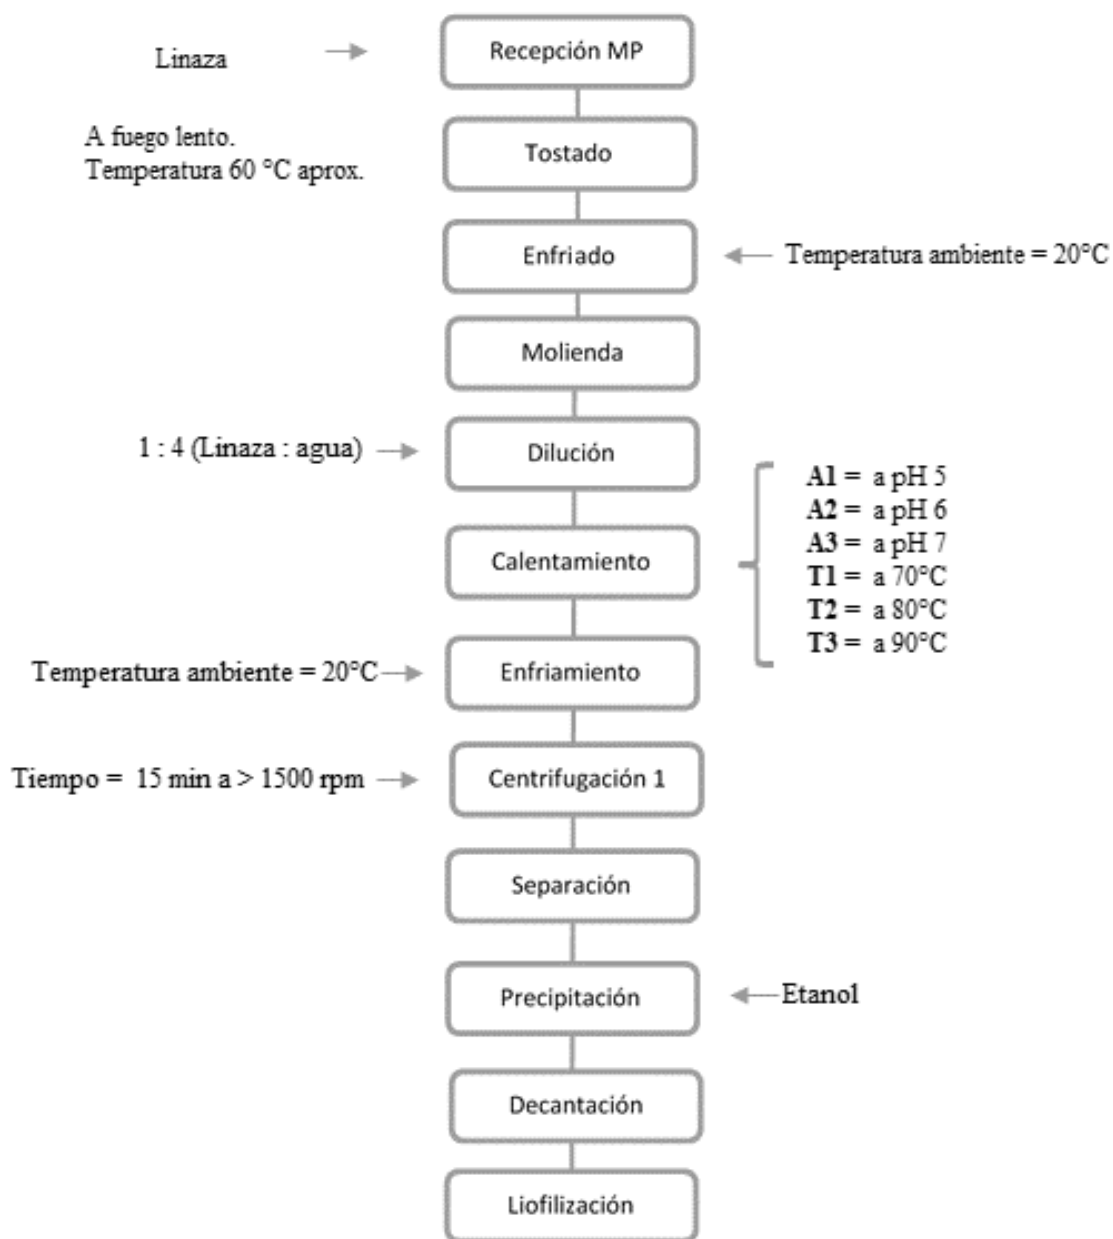 Linaza
Recepción MP
A fuego lento.
Temperatura 60 °C aprox.
Tostado
Enfriado
Temperatura ambiente = 20°C
Molienda
1 : 4 (Linaza : agua)
Dilución
Calentamiento
A1 = a pH 5
A2 = a pH 6
A3 = a pH 7
T1 = a 70°C
T2 = a 80°C
T3 = a 90°C
Temperatura ambiente = 20°C
Enfriamiento
Tiempo = 15 min a > 1500 rpm
Centrifugación 1
Separación
Precipitación
Etanol
Decantación
Liofilización